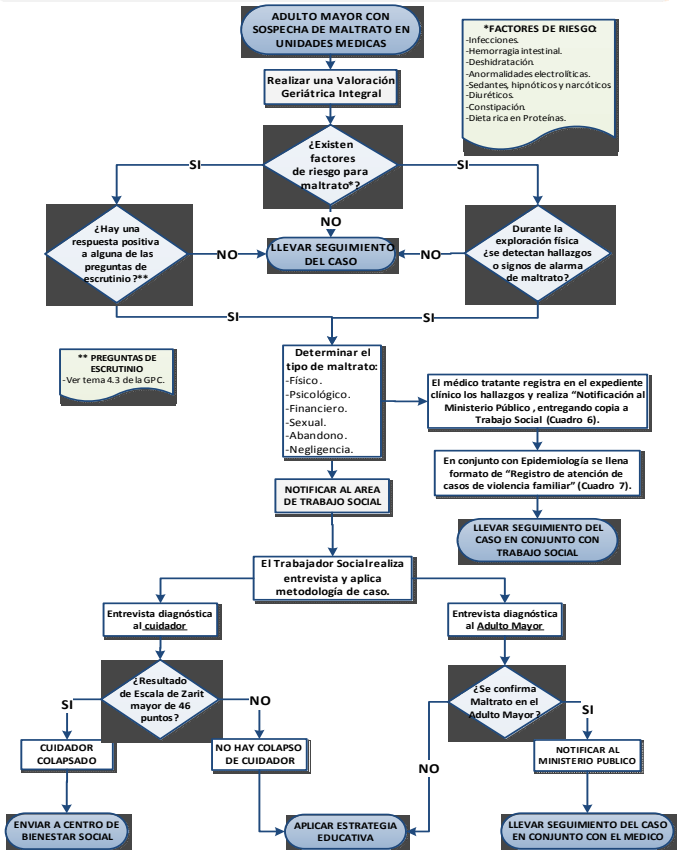 ADULTO MAYOR CON
SOSPECHA DE MALTRATO EN
UNIDADES MEDICAS
*FACTORES DE RIESGO:
-Infecciones.
-Hemorragia intestinal.
-Deshidratación.
-Anormalidades electrolíticas.
-Sedantes, hipnóticos y narcóticos
-Diuréticos.
-Constipación.
-Dieta rica en Proteínas.
Realizar una Valoración
Geriátrica Integral
¿Existen
factores
de riesgo para
maltrato*?
SI
SI
NO
¿Hay una
respuesta positiva
a alguna de las
preguntas de
escrutinio?**
NO
LLEVAR SEGUIMIENTO
DEL CASO
NO
Durante la
exploración física
¿se detectan hallazgos
o signos de alarma
de maltrato?
SI
SI
** PREGUNTAS DE
ESCRUTINIO
-Ver tema 4.3 de la GPC.
Determinar el
tipo de maltrato:
-Físico.
-Psicológico.
-Financiero.
-Sexual.
-Abandono.
-Negligencia.
El médico tratante registra en el expediente
clínico los hallazgos y realiza “Notificación al
Ministerio Público, entregando copia a
Trabajo Social (Cuadro 6).
En conjunto con Epidemiología se llena
formato de “Registro de atención de
casos de violencia familiar” (Cuadro 7).
NOTIFICAR AL AREA
DE TRABAJO SOCIAL
LLEVAR SEGUIMIENTO DEL
CASO EN CONJUNTO CON
TRABAJO SOCIAL
El Trabajador Socialrealiza
entrevista y aplica
metodología de caso.
Entrevista diagnóstica
al cuidador
Entrevista diagnóstica
al Adulto Mayor
¿Resultado
de Escala de Zarit
mayor de 46
puntos?
SI
NO
¿Se confirma
Maltrato en el
Adulto Mayor?
SI
NO
CUIDADOR
COLAPSADO
NO HAY COLAPSO
DE CUIDADOR
NOTIFICAR AL
MINISTERIO PUBLICO
ENVIAR A CENTRO DE
BIENESTAR SOCIAL
APLICAR ESTRATEGIA
EDUCATIVA
LLEVAR SEGUIMIENTO DEL CASO
EN CONJUNTO CON EL MEDICO